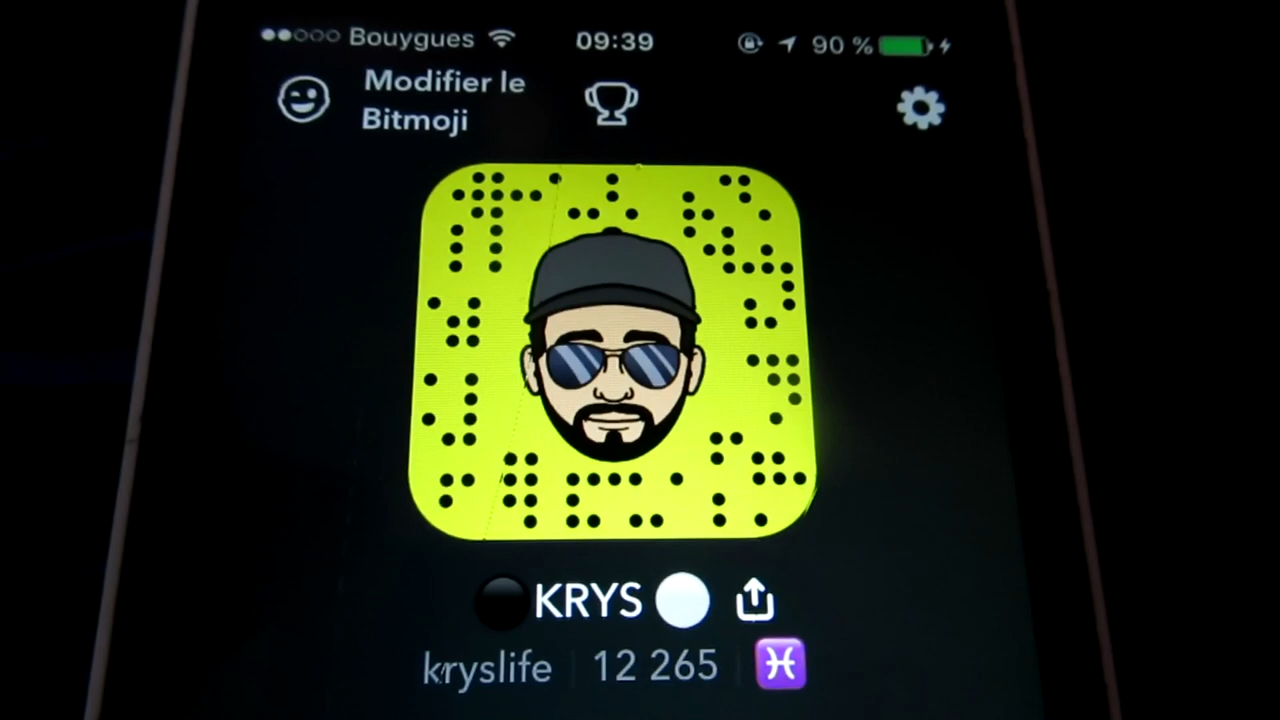 Bouygues 09:39 90 %
Modifier le
Bitmoji
KRYS
kryslife 12 265